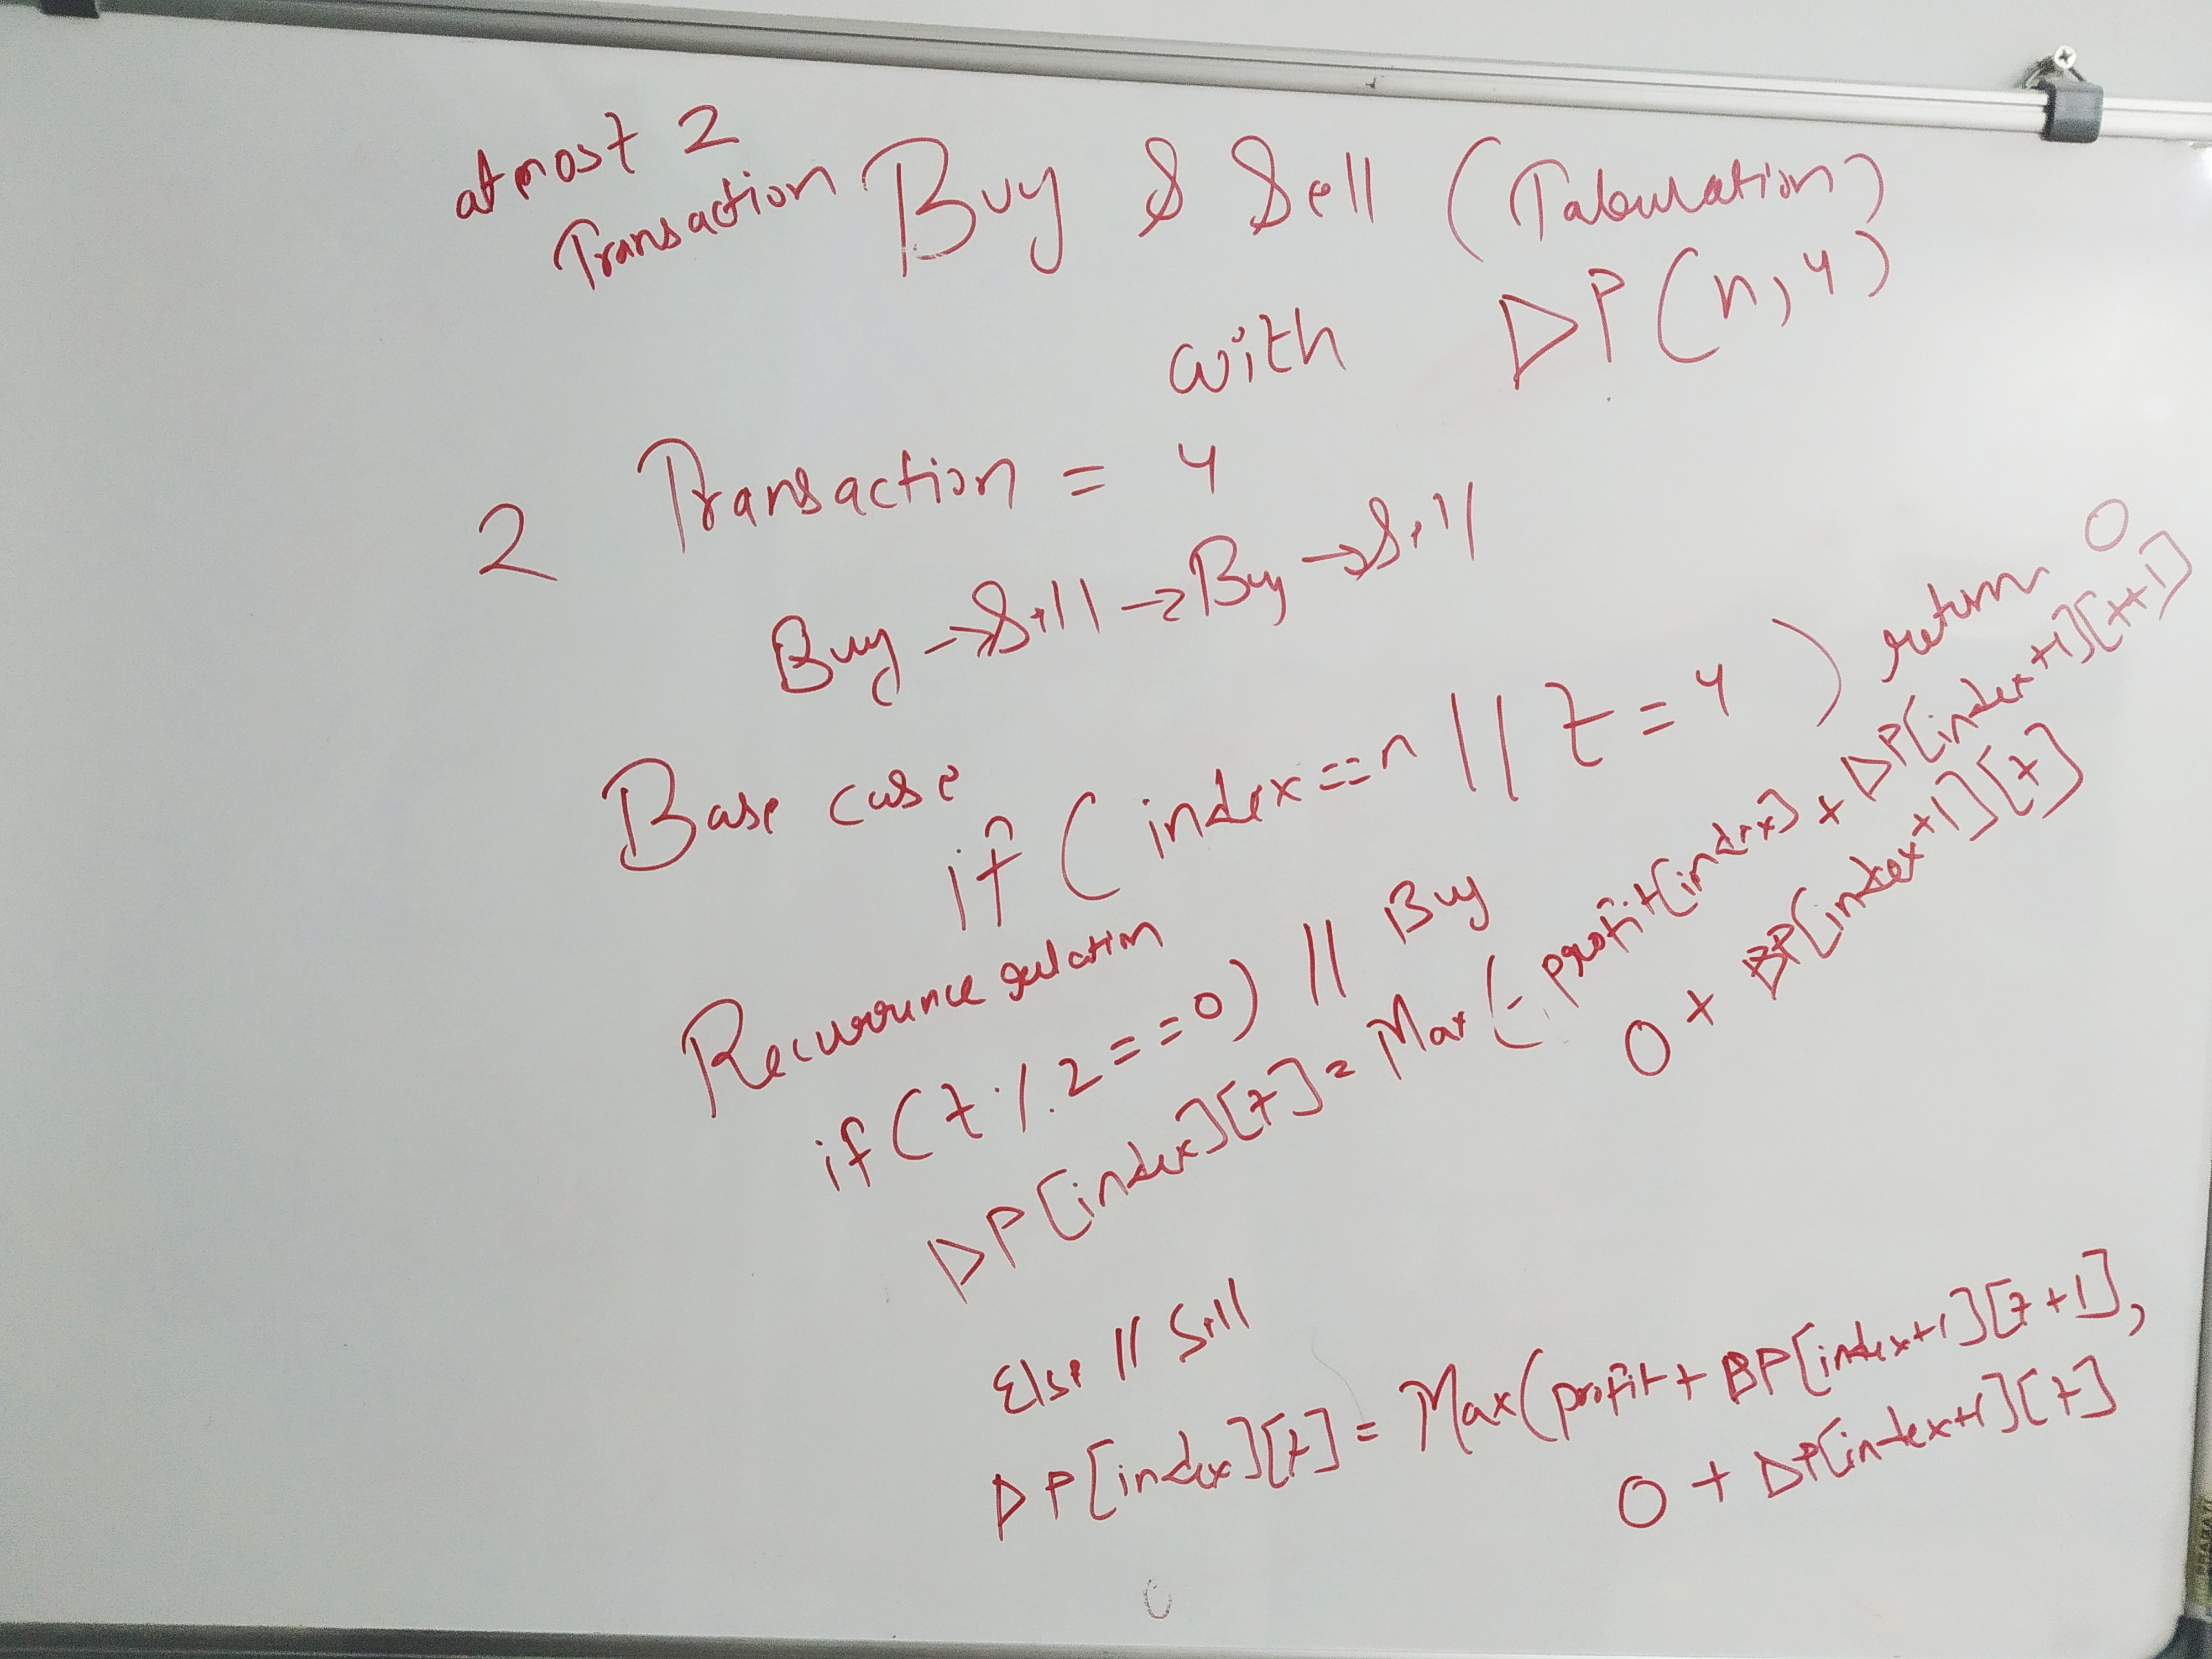 atmost 2
Transaction Buy & Sell (Tabulation)
with DP(n,4)
2 Transaction = 4
Buy → Sell → Buy → Sell
Base case
if (index==n || t=4) return 0
Recurrence relation
if (t % 2 == 0) // Buy
DP[index][t] = Max(-profit[index] + DP[index+1][t+1]
0 + DP[index+1][t]
Else // Sell
DP[index][t] = Max(profit + DP[index+1][t+1],
0 + DP[index+1][t]